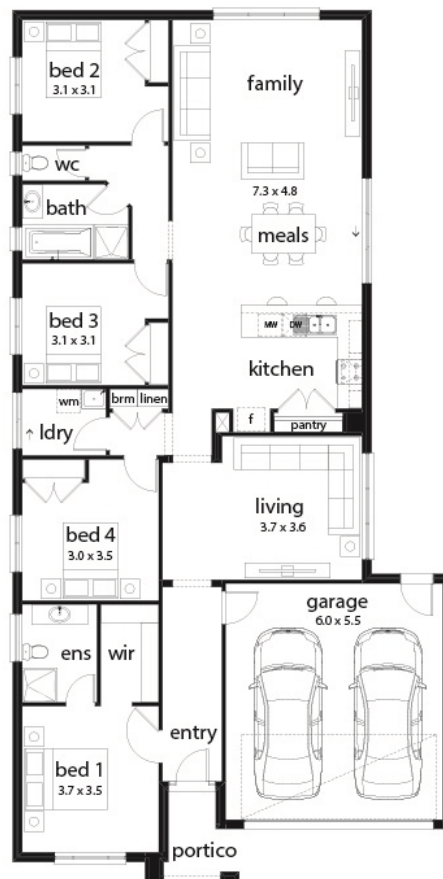 bed 2
3.1 x 3.1
family
wc
bath
7.3 x 4.8
meals
bed 3
3.1 x 3.1
MW
DW
kitchen
wm
brm
linen
f
pantry
ldry
living
3.7 x 3.6
bed 4
3.0 x 3.5
garage
6.0 x 5.5
ens
wir
entry
bed 1
3.7 x 3.5
portico